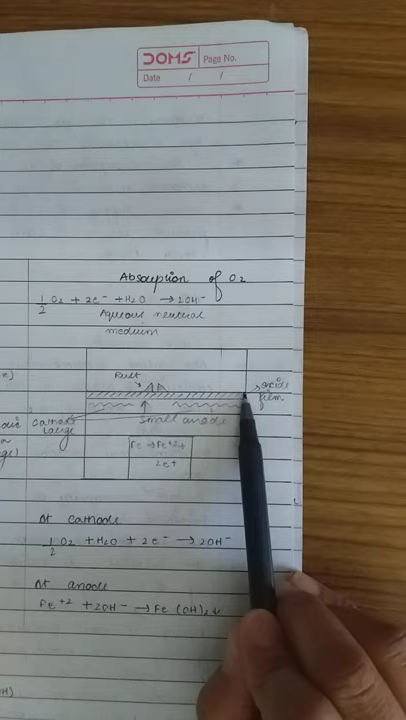 DOMS
Page No.
Date / /
Absorption of O2
1/2 O2 + 2e- + H2O → 2OH-
Aqueous neutral
medium
Rust
oxide
film
Cathode
large
Small anode
Fe → Fe+2 +
2e+
At cathode
1/2 O2 + H2O + 2e- → 2OH-
At anode
Fe+2 + 2OH- → Fe(OH)2↓